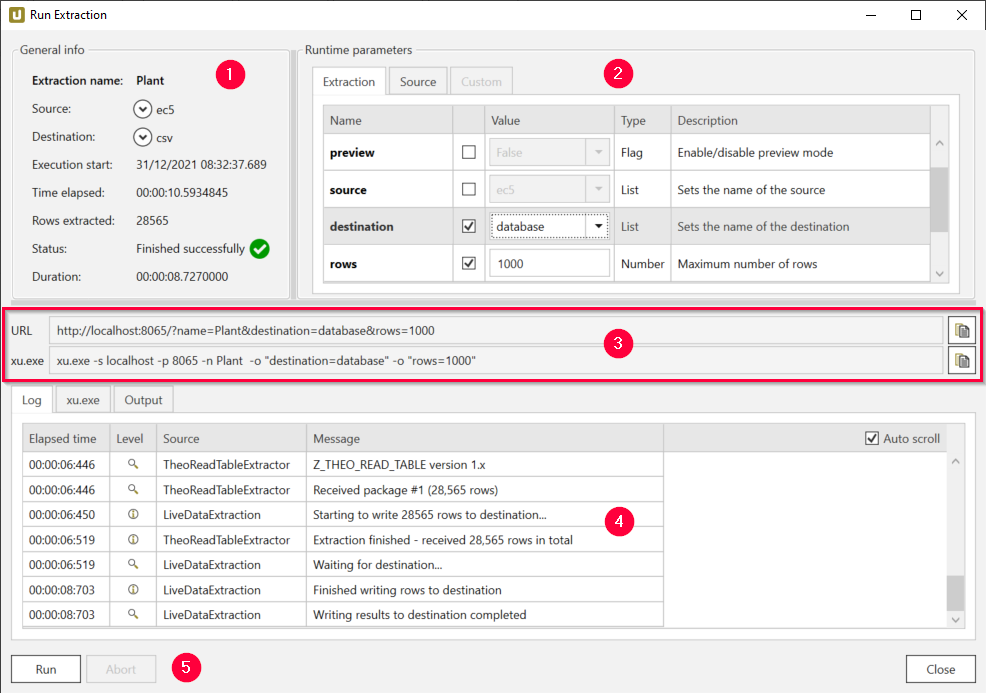 Run Extraction
General info
1
Extraction name: Plant
Source: ec5
Destination: csv
Execution start: 31/12/2021 08:32:37.689
Time elapsed: 00:00:10.5934845
Rows extracted: 28565
Status: Finished successfully
Duration: 00:00:08.7270000
Runtime parameters
2
Extraction Source Custom
Name Value Type Description
preview False Flag Enable/disable preview mode
source ec5 List Sets the name of the source
destination database List Sets the name of the destination
rows 1000 Number Maximum number of rows
URL http://localhost:8065/?name=Plant&destination=database&rows=1000
3
xu.exe xu.exe -s localhost -p 8065 -n Plant -o "destination=database" -o "rows=1000"
Log xu.exe Output
Elapsed time Level Source Message Auto scroll
00:00:06:446 TheoReadTableExtractor Z_THEO_READ_TABLE version 1.x
00:00:06:446 TheoReadTableExtractor Received package #1 (28,565 rows)
00:00:06:450 LiveDataExtraction Starting to write 28565 rows to destination...
4
00:00:06:519 TheoReadTableExtractor Extraction finished - received 28,565 rows in total
00:00:06:519 LiveDataExtraction Waiting for destination...
00:00:08:703 LiveDataExtraction Finished writing rows to destination
00:00:08:703 LiveDataExtraction Writing results to destination completed
Run Abort 5 Close